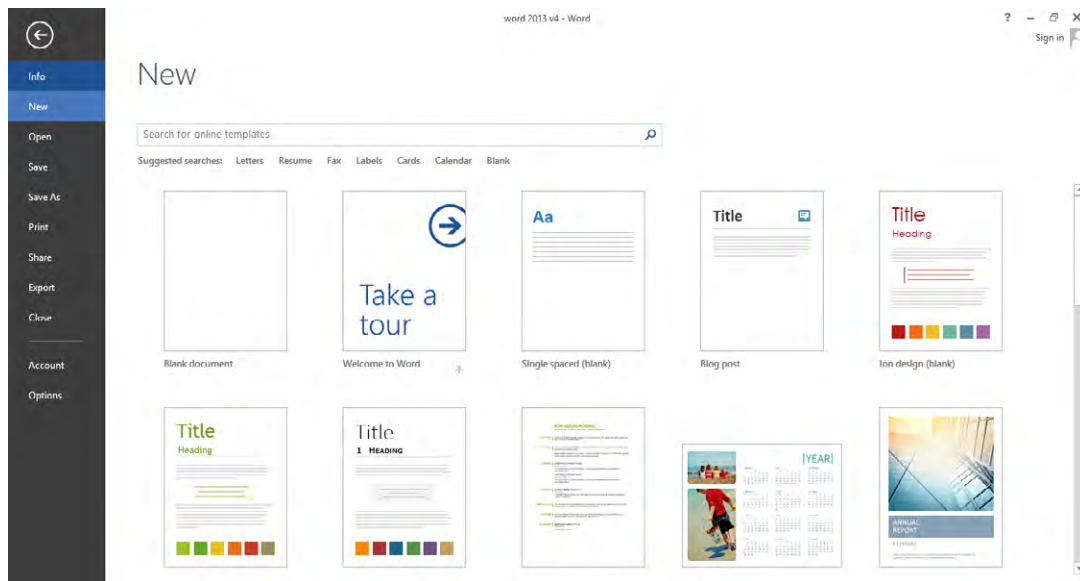 word 2013 v4 - Word
?
Sign in
Info
New
Open
Save
Save As
Print
Share
Export
Close
Account
Options
New
Search for online templates
Suggested searches: Letters Resume Fax Labels Cards Calendar Blank
Take a
tour
Aa
Title
Title
Heading
Blank document
Welcome to Word
Single spaced (blank)
Blog post
Ion design (blank)
Title
Heading
Title
1 HEADING
[YEAR]
ANNUAL
REPORT